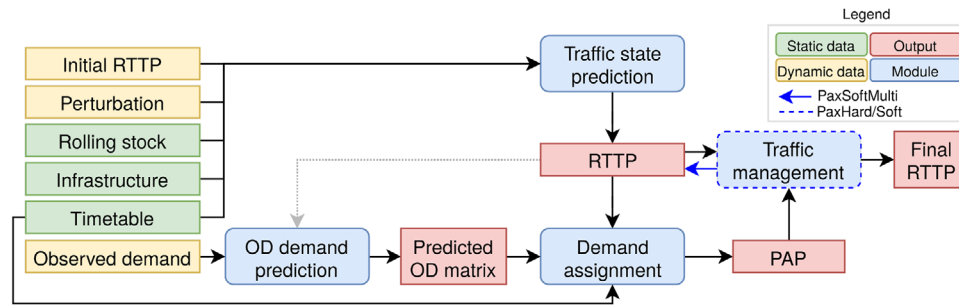 Legend
Static data
Output
Dynamic data
Module
PaxSoftMulti
PaxHard/Soft
Initial RTTP
Perturbation
Rolling stock
Infrastructure
Timetable
Observed demand
Traffic state
prediction
RTTP
Traffic
management
Final
RTTP
OD demand
prediction
Predicted
OD matrix
Demand
assignment
PAP